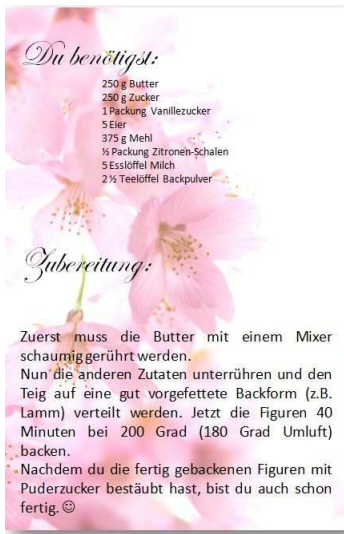 Du benötigst:
250 g Butter
250 g Zucker
1 Packung Vanillezucker
5 Eier
375 g Mehl
½ Packung Zitronen-Schalen
5 Esslöffel Milch
2 ½ Teelöffel Backpulver
Zubereitung:
Zuerst muss die Butter mit einem Mixer
schaumig gerührt werden.
Nun die anderen Zutaten unterrühren und den
Teig auf eine gut vorgefettete Backform (z.B.
Lamm) verteilt werden. Jetzt die Figuren 40
Minuten bei 200 Grad (180 Grad Umluft)
backen.
Nachdem du die fertig gebackenen Figuren mit
Puderzucker bestäubt hast, bist du auch schon
fertig. ☺